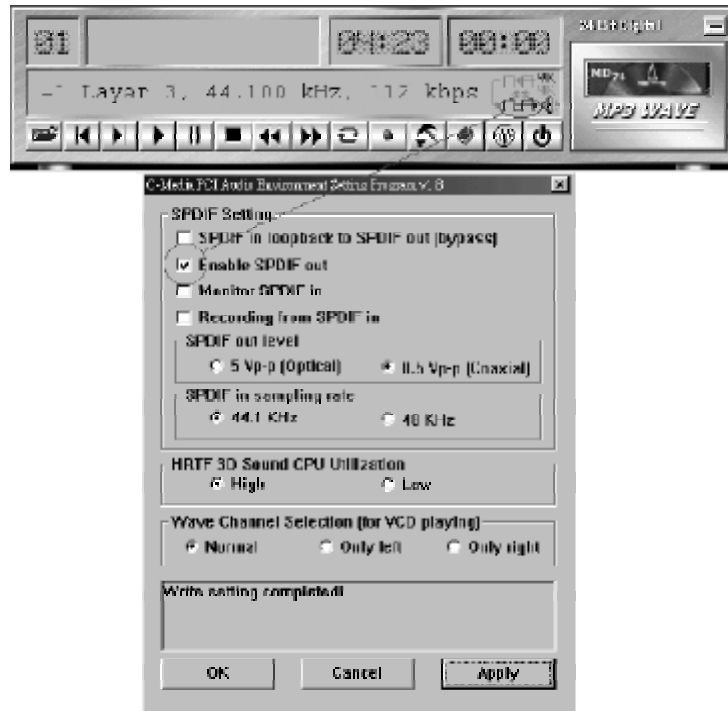 01 04:23 00:00
Layer 3, 44.100 kHz, 112 kbps
MP3 WAVE
C-Media PCI Audio Environment Setting Program v1.8
SPDIF Setting
SPDIF in loopback to SPDIF out (bypass)
Enable SPDIF out
Monitor SPDIF in
Recording from SPDIF in
SPDIF out level
5 Vp-p (Optical) 0.5 Vp-p (Coaxial)
SPDIF in sampling rate
44.1 KHz 48 KHz
HRTF 3D Sound CPU Utilization
High Low
Wave Channel Selection (for VCD playing)
Normal Only left Only right
Write setting completed!
OK Cancel Apply